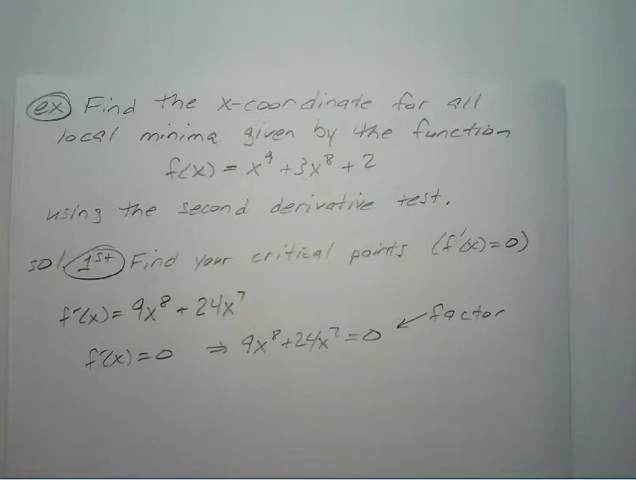 ex Find the x-coordinate for all
local minima given by the function
f(x) = x⁹ + 3x⁸ + 2
using the second derivative test.
sol 1st Find your critical points (f'(x)=0)
f'(x) = 9x⁸ + 24x⁷
f'(x) = 0 ⇒ 9x⁸ + 24x⁷ = 0 ← factor